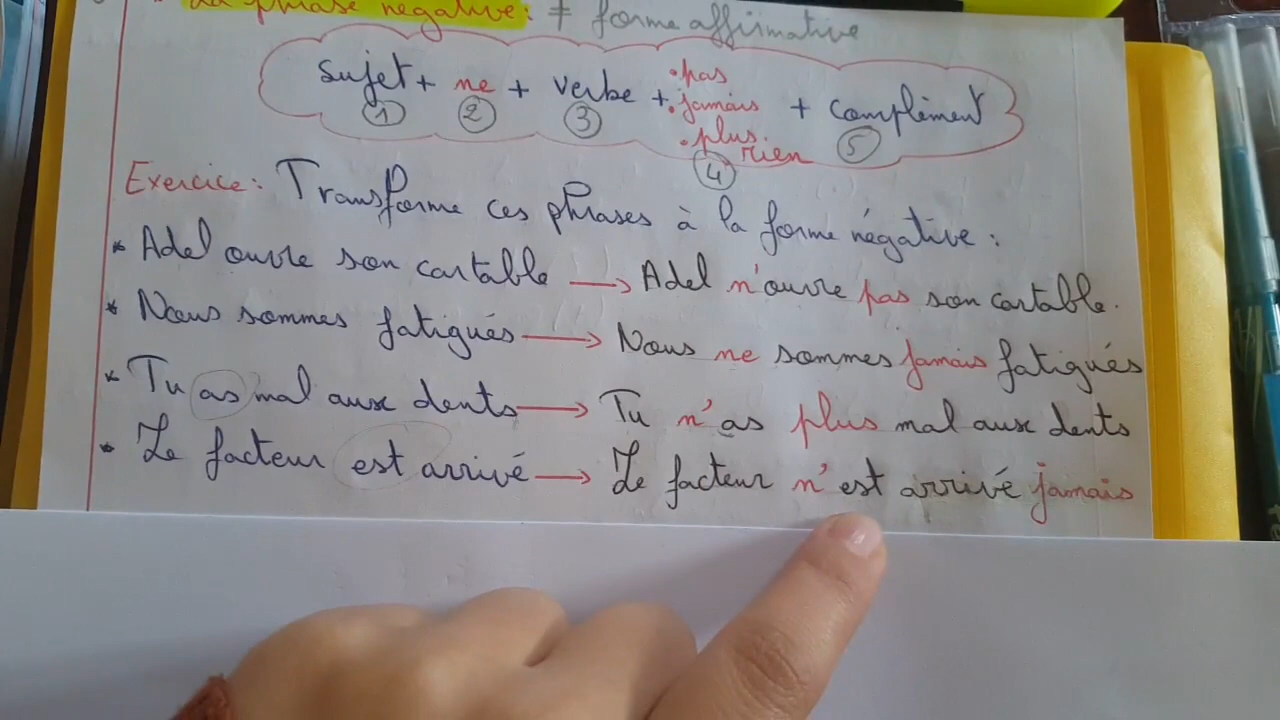 La phrase négative: ≠ forme affirmative
Sujet + ne + verbe + • pas
• jamais + complément
• plus
rien
1 2 3 4 5
Exercice: Transforme ces phrases à la forme négative:
* Adel ouvre son cartable → Adel n'ouvre pas son cartable.
* Nous sommes fatigués → Nous ne sommes jamais fatigués
* Tu as mal aux dents → Tu n'as plus mal aux dents
* Le facteur est arrivé → Le facteur n'est arrivé jamais